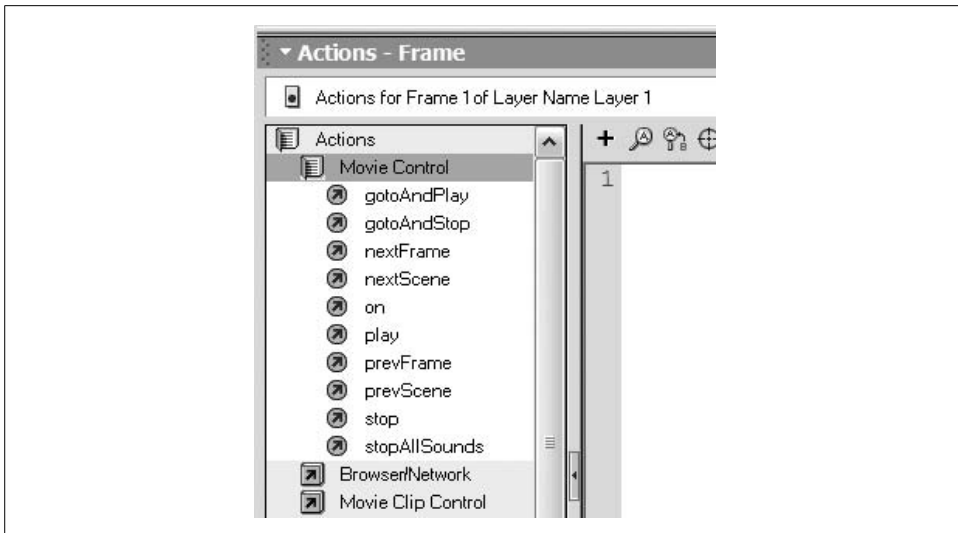 Actions - Frame
Actions for Frame 1 of Layer Name Layer 1
Actions
Movie Control
1
gotoAndPlay
gotoAndStop
nextFrame
nextScene
on
play
prevFrame
prevScene
stop
stopAllSounds
Browser/Network
Movie Clip Control